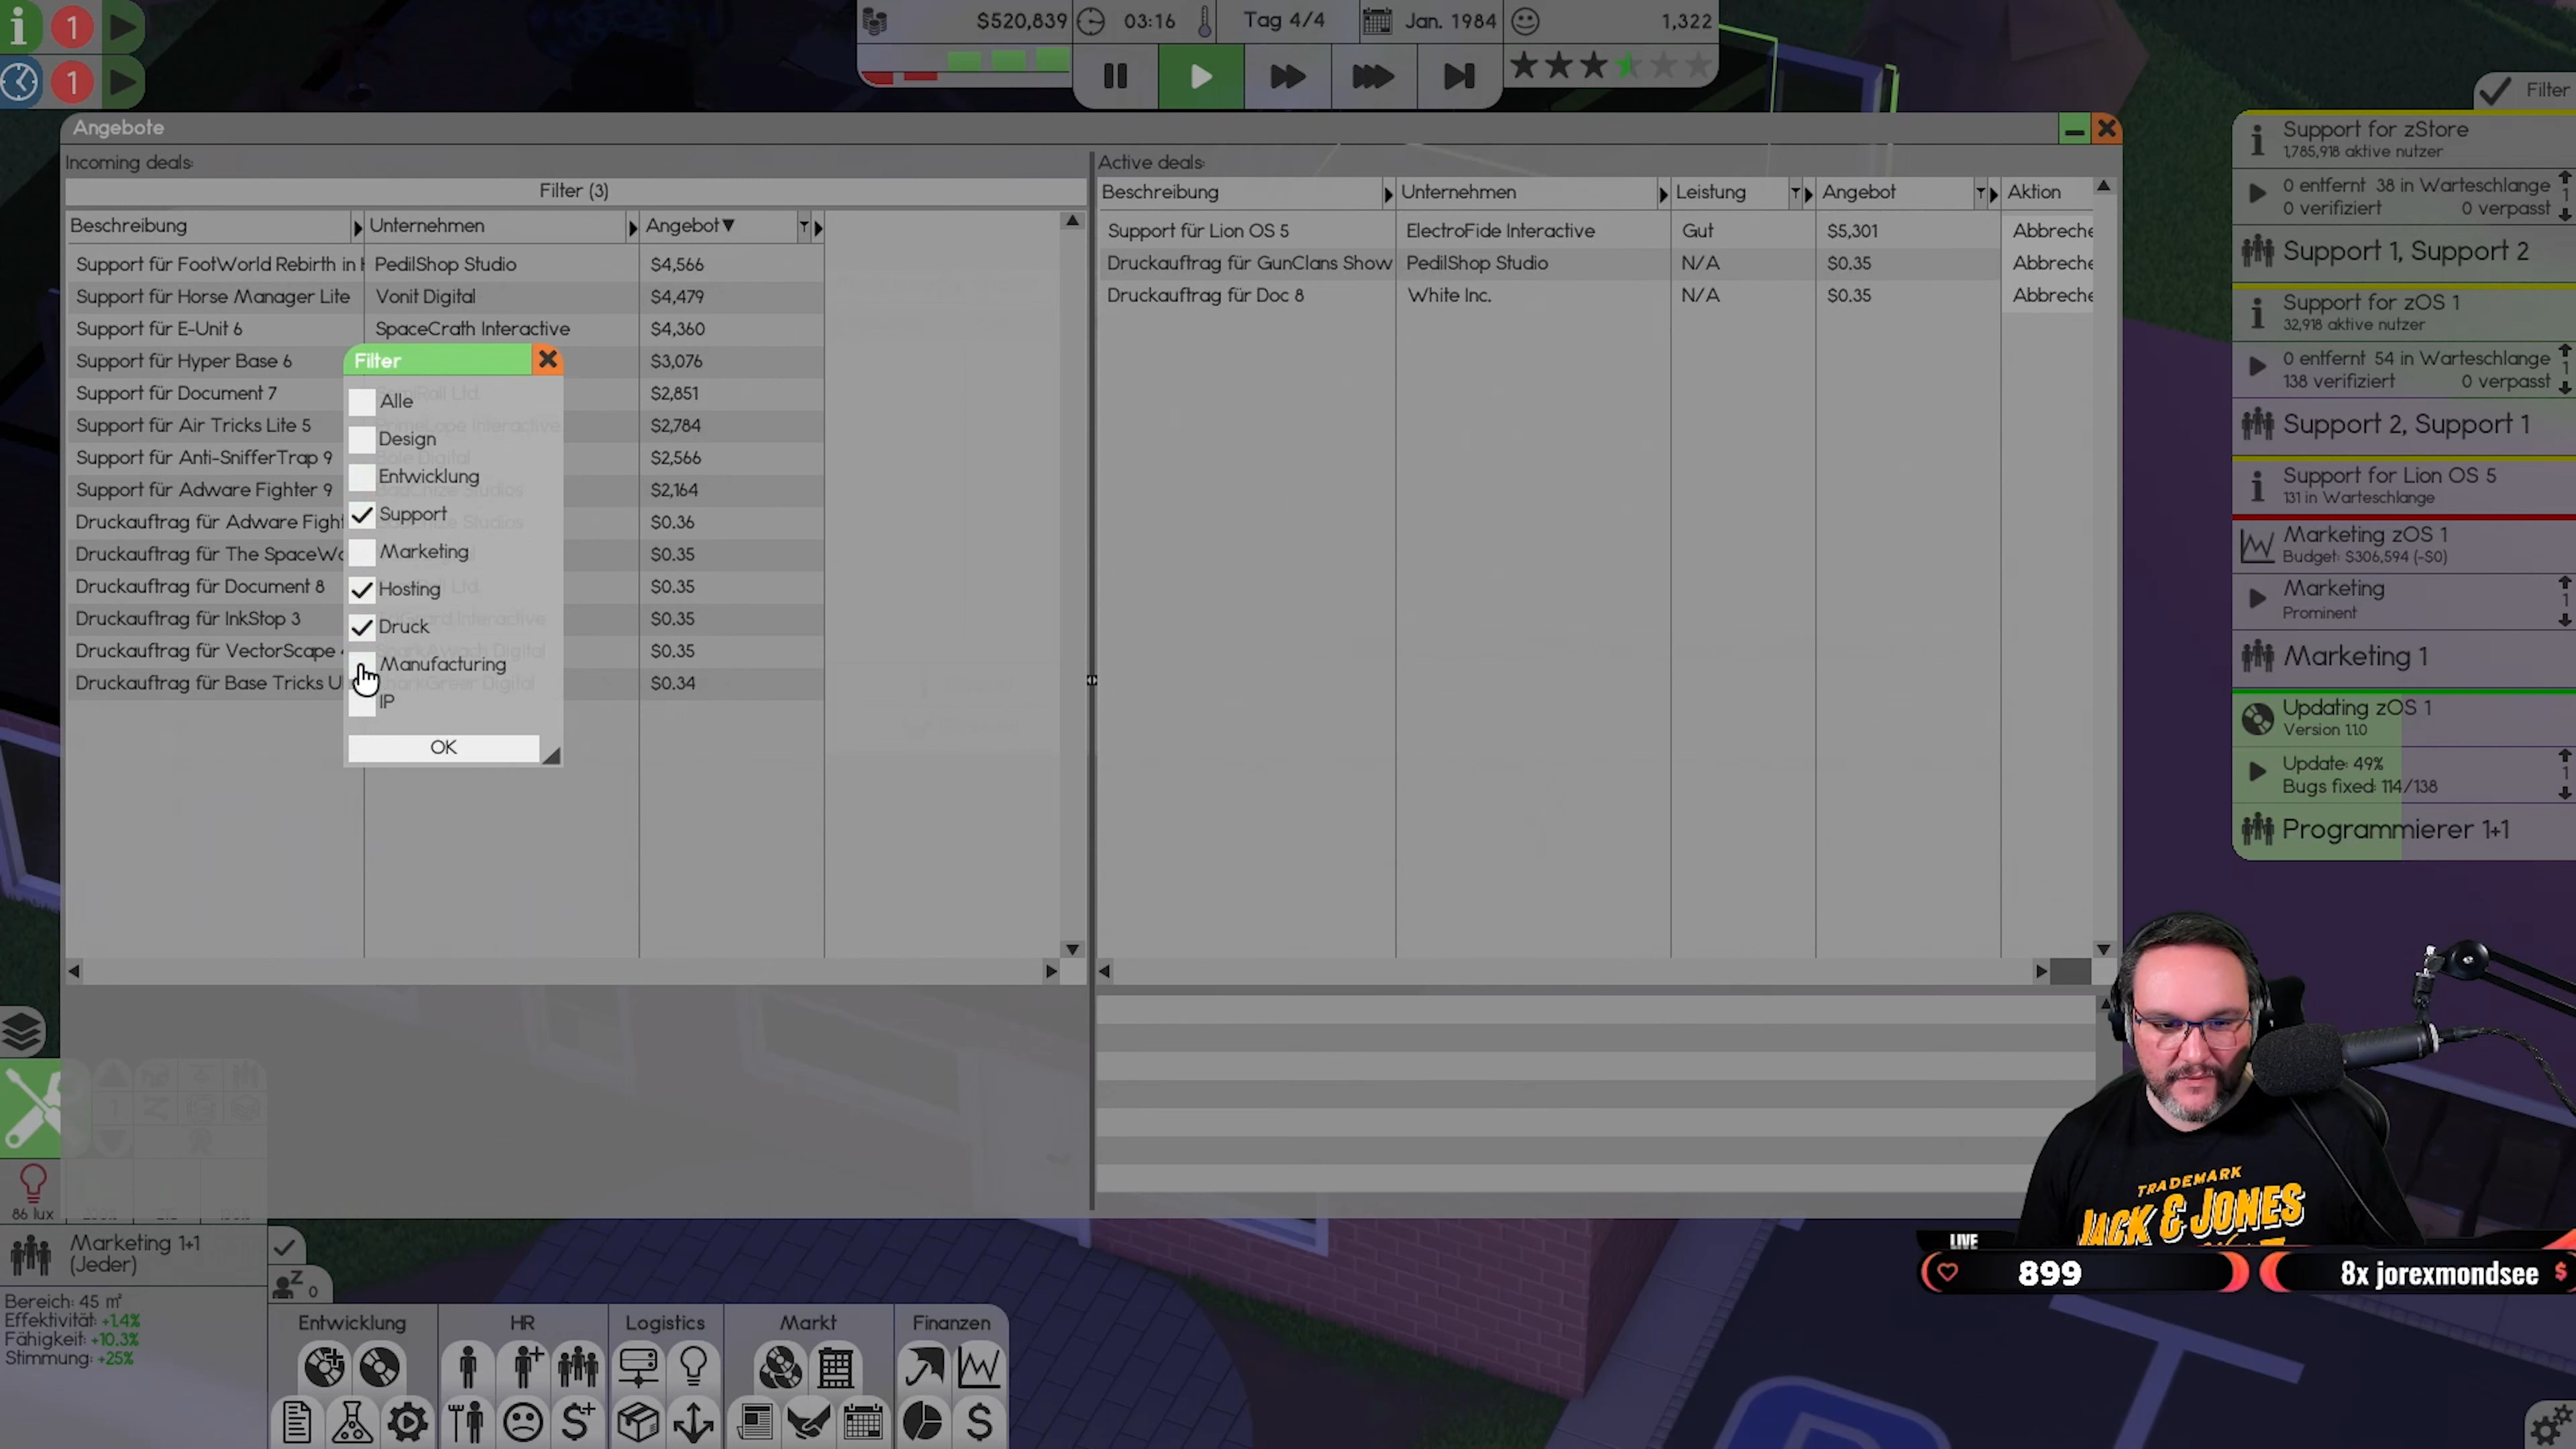 1
$520,839
03:16
Tag 4/4
Jan. 1984
1,322
1
Filter
Angebote
Incoming deals:
Filter (3)
Beschreibung
Unternehmen
Angebot▼
Support für FootWorld Rebirth in
PedilShop Studio
$4,566
Support für Horse Manager Lite
Vonit Digital
$4,479
Support für E-Unit 6
SpaceCrath Interactive
$4,360
Support für Hyper Base 6
$3,076
Support für Document 7
$2,851
Support für Air Tricks Lite 5
$2,784
Support für Anti-SnifferTrap 9
$2,566
Support für Adware Fighter 9
$2,164
Druckauftrag für Adware Fight
$0.36
Druckauftrag für The SpaceWo
$0.35
Druckauftrag für Document 8
$0.35
Druckauftrag für InkStop 3
$0.35
Druckauftrag für VectorScape
$0.35
Druckauftrag für Base Tricks U
$0.34
Filter
Alle
Design
Entwicklung
Support
Marketing
Hosting
Druck
Manufacturing
IP
OK
Active deals:
Beschreibung
Unternehmen
Leistung
Angebot
Aktion
Support für Lion OS 5
ElectroFide Interactive
Gut
$5,301
Abbreche
Druckauftrag für GunClans Show
PedilShop Studio
N/A
$0.35
Abbreche
Druckauftrag für Doc 8
White Inc.
N/A
$0.35
Abbreche
Support for zStore
1,785,918 aktive nutzer
0 entfernt 38 in Warteschlange
0 verifiziert 0 verpasst
1
Support 1, Support 2
Support for zOS 1
32,918 aktive nutzer
0 entfernt 54 in Warteschlange
138 verifiziert 0 verpasst
1
Support 2, Support 1
Support for Lion OS 5
131 in Warteschlange
Marketing zOS 1
Budget: $306,594 (-$0)
Marketing
Prominent
1
Marketing 1
Updating zOS 1
Version 1.1.0
Update: 49%
Bugs fixed: 114/138
1
Programmierer 1+1
86 lux
Marketing 1+1
(Jeder)
Bereich: 45 m²
Effektivität: +1.4%
Fähigkeit: +10.3%
Stimmung: +25%
Z
0
Entwicklung
HR
Logistics
Markt
Finanzen
TRADEMARK
JACK & JONES
LIVE
899
8x jorexmondsee
$